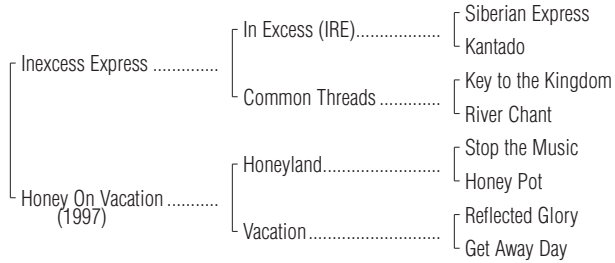 Siberian Express
In Excess (IRE)....................
Kantado
Inexcess Express ..............
Key to the Kingdom
Common Threads ..............
River Chant
Stop the Music
Honeyland.........................
Honey Pot
Honey On Vacation ...........
(1997)
Reflected Glory
Vacation.............................
Get Away Day